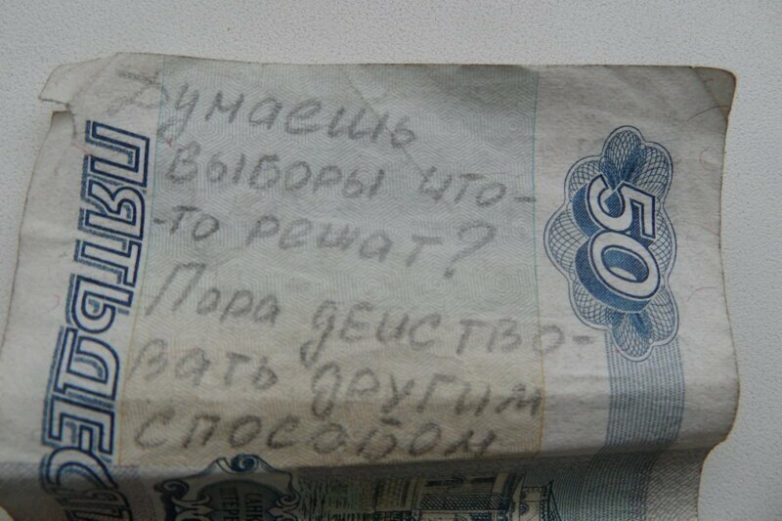 Думаешь
выборы что-
-то решат?
Пора действо-
вать другим
способом
50
ПЯТЬДЕСЯТ